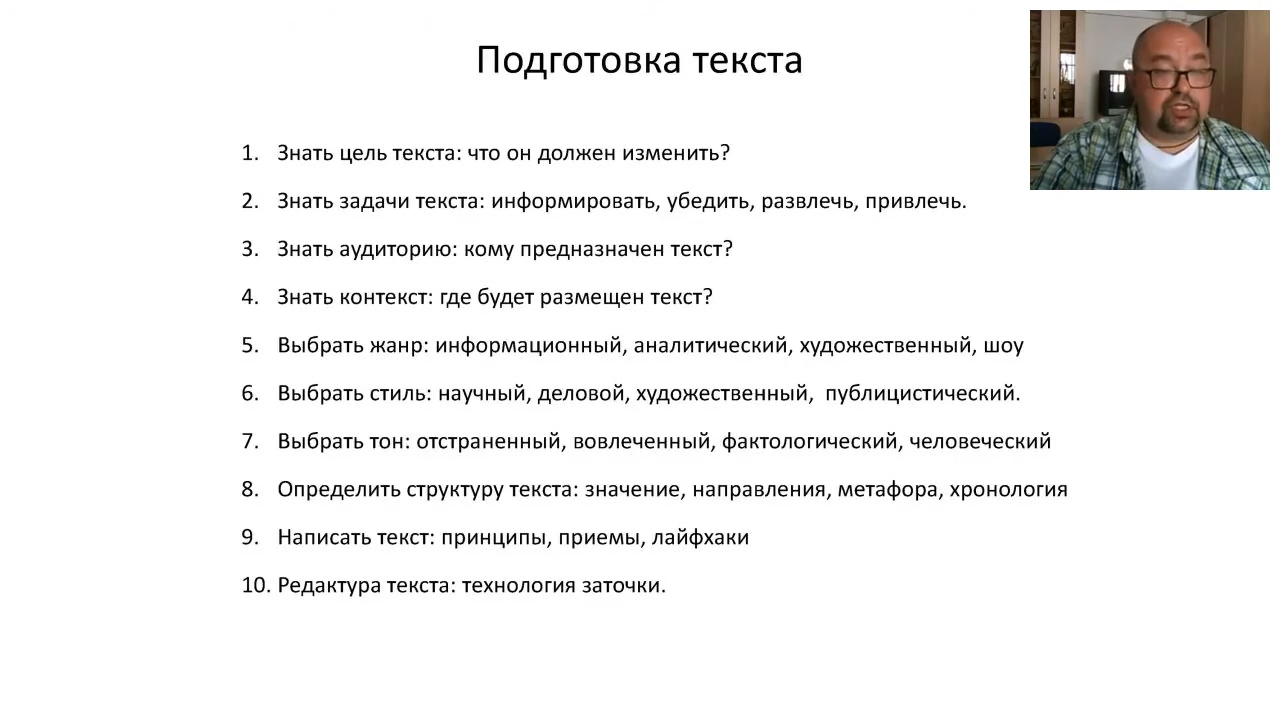 Подготовка текста
1. Знать цель текста: что он должен изменить?
2. Знать задачи текста: информировать, убедить, развлечь, привлечь.
3. Знать аудиторию: кому предназначен текст?
4. Знать контекст: где будет размещен текст?
5. Выбрать жанр: информационный, аналитический, художественный, шоу
6. Выбрать стиль: научный, деловой, художественный,  публицистический.
7. Выбрать тон: отстраненный, вовлеченный, фактологический, человеческий
8. Определить структуру текста: значение, направления, метафора, хронология
9. Написать текст: принципы, приемы, лайфхаки
10. Редактура текста: технология заточки.